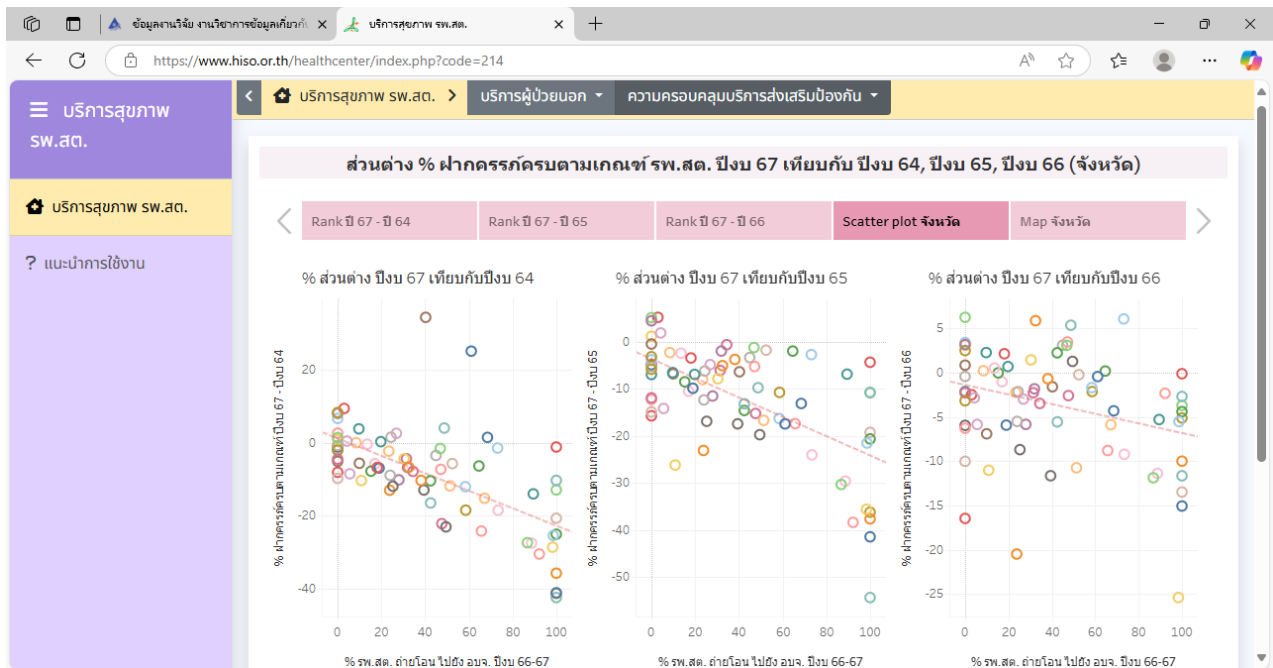 ข้อมูลงานวิจัย งานวิชาการข้อมูลเกี่ยวกั
บริการสุขภาพ รพ.สต.
https://www.hiso.or.th/healthcenter/index.php?code=214
บริการสุขภาพ
รพ.สต.
บริการสุขภาพ รพ.สต.
บริการผู้ป่วยนอก
ความครอบคลุมบริการส่งเสริมป้องกัน
บริการสุขภาพ รพ.สต.
? แนะนำการใช้งาน
ส่วนต่าง % ฝากครรภ์ครบตามเกณฑ์ รพ.สต. ปีงบ 67 เทียบกับ ปีงบ 64, ปีงบ 65, ปีงบ 66 (จังหวัด)
Rank ปี 67 - ปี 64
Rank ปี 67 - ปี 65
Rank ปี 67 - ปี 66
Scatter plot จังหวัด
Map จังหวัด
% ส่วนต่าง ปีงบ 67 เทียบกับปีงบ 64
% ฝากครรภ์ครบตามเกณฑ์ ปีงบ 67 - ปีงบ 64
20
0
-20
-40
0 20 40 60 80 100
% รพ.สต. ถ่ายโอน ไปยัง อบจ. ปีงบ 66-67
% ส่วนต่าง ปีงบ 67 เทียบกับปีงบ 65
% ฝากครรภ์ครบตามเกณฑ์ ปีงบ 67 - ปีงบ 65
0
-10
-20
-30
-40
-50
0 20 40 60 80 100
% รพ.สต. ถ่ายโอน ไปยัง อบจ. ปีงบ 66-67
% ส่วนต่าง ปีงบ 67 เทียบกับปีงบ 66
% ฝากครรภ์ครบตามเกณฑ์ ปีงบ 67 - ปีงบ 66
5
0
-5
-10
-15
-20
-25
0 20 40 60 80 100
% รพ.สต. ถ่ายโอน ไปยัง อบจ. ปีงบ 66-67